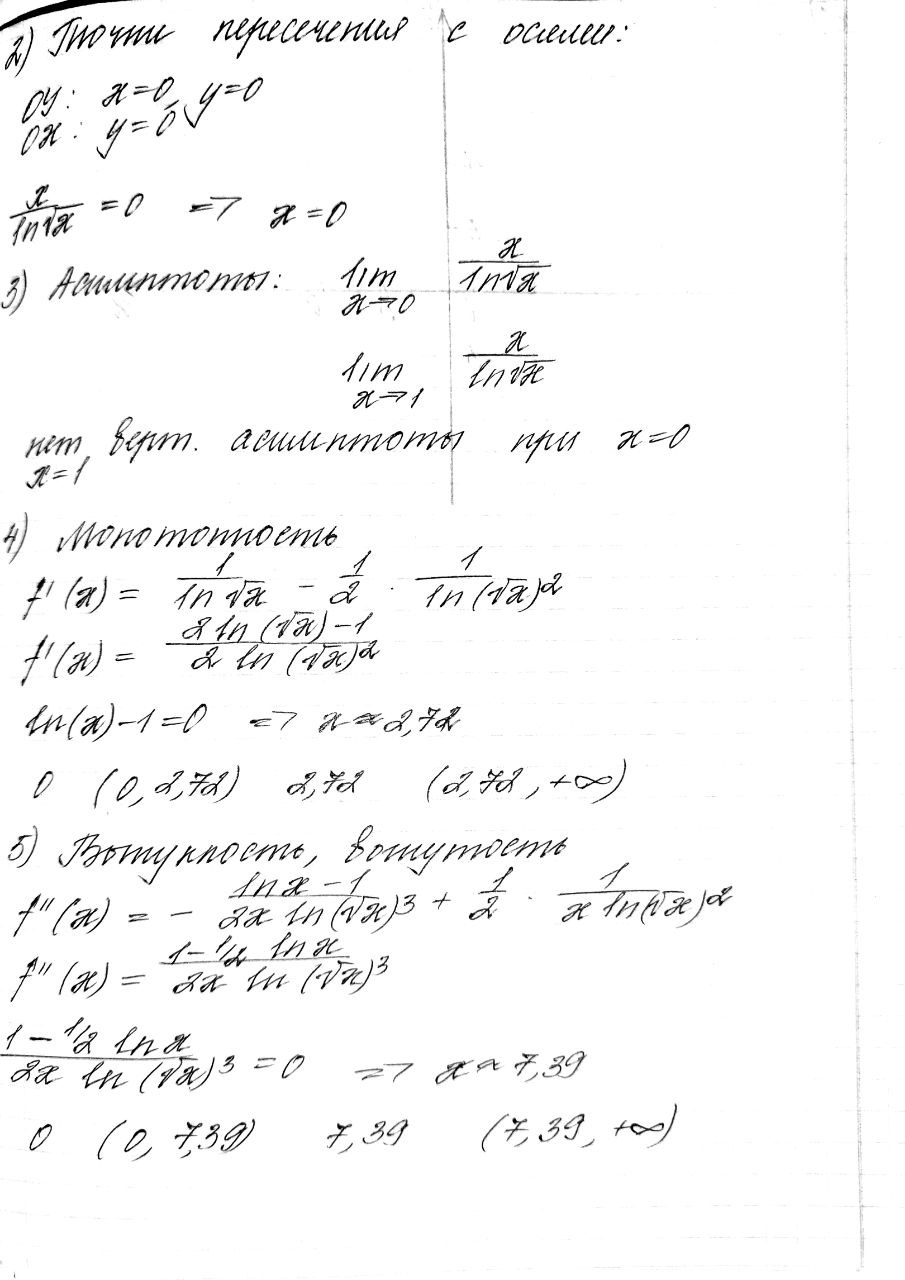 2) Точки пересечения с осями:
OY: x=0, y=0
OX: y=0
x/ln√x = 0 => x=0
3) Асимптоты: lim x→0 x/ln√x
lim x→1 x/ln√x
нет верт. асимптоты при x=0
x=1
4) Монотонность
f'(x) = 1/ln√x - 1/2 · 1/ln(√x)²
f'(x) = (2 ln(√x)-1)/(2 ln(√x)²)
ln(x)-1=0 => x≈2,72
0 (0, 2,72) 2,72 (2,72, +∞)
5) Выпуклость, вогнутость
f''(x) = - (ln x - 1)/(2x ln(√x)³) + 1/2 · 1/(x ln(√x)²)
f''(x) = (1 - 1/2 ln x)/(2x ln(√x)³)
(1 - 1/2 ln x)/(2x ln(√x)³) = 0 => x≈7,39
0 (0, 7,39) 7,39 (7,39, +∞)